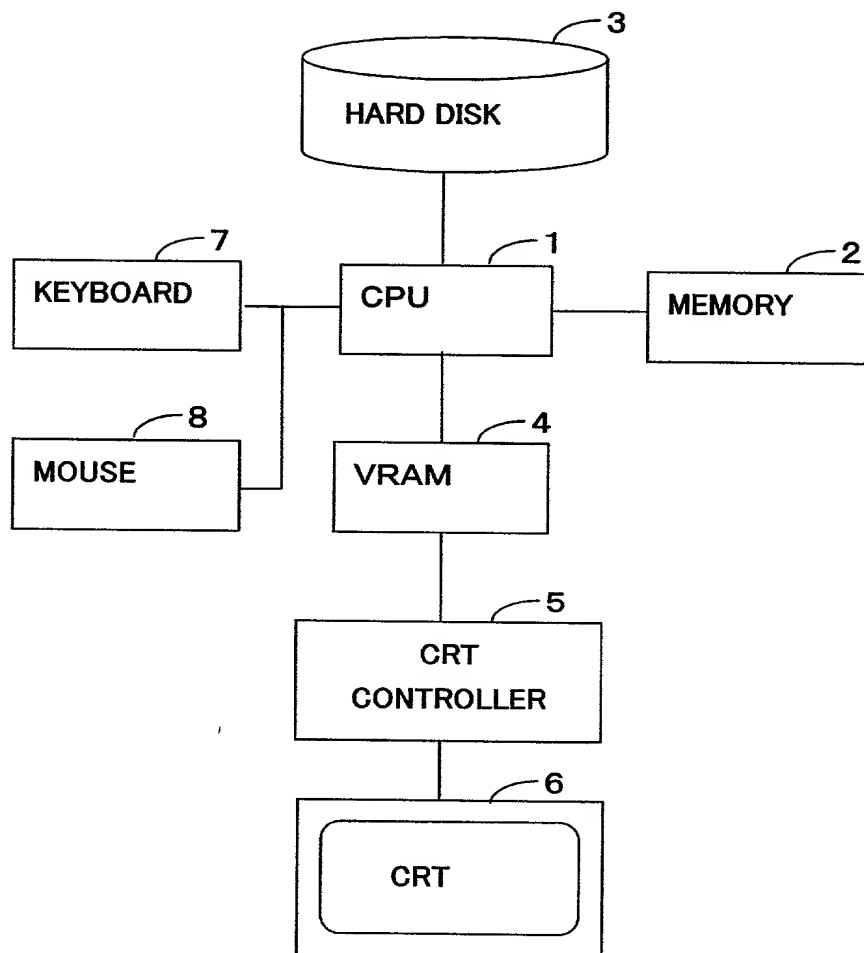 3
HARD DISK
7
1
2
KEYBOARD
CPU
MEMORY
8
4
MOUSE
VRAM
5
CRT
CONTROLLER
6
CRT